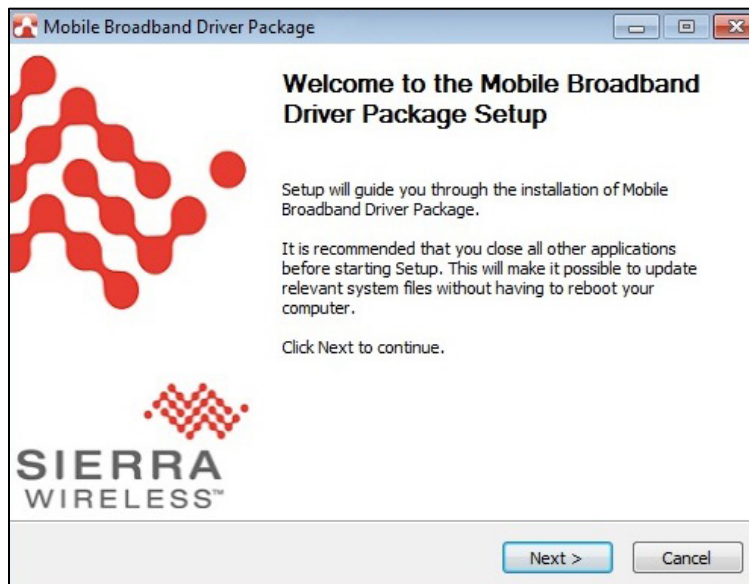 Mobile Broadband Driver Package
Welcome to the Mobile Broadband
Driver Package Setup
Setup will guide you through the installation of Mobile
Broadband Driver Package.
It is recommended that you close all other applications
before starting Setup. This will make it possible to update
relevant system files without having to reboot your
computer.
Click Next to continue.
SIERRA
WIRELESS™
Next >
Cancel